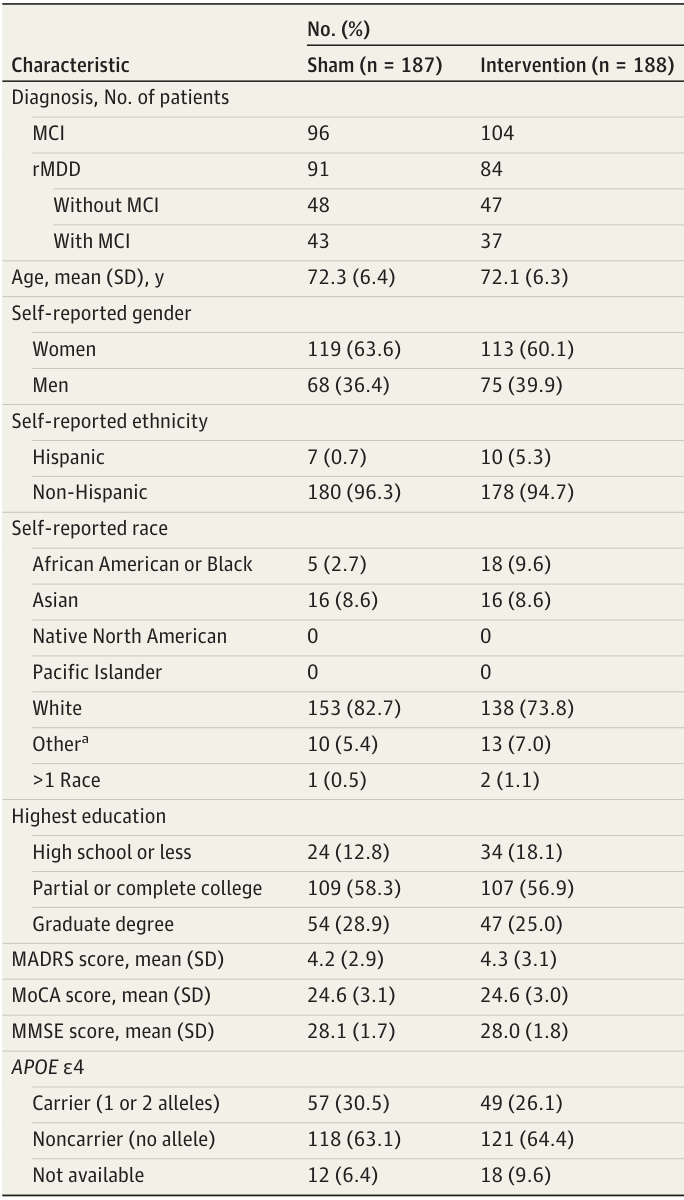 No. (%)
Characteristic Sham (n = 187) Intervention (n = 188)
Diagnosis, No. of patients
MCI 96 104
rMDD 91 84
Without MCI 48 47
With MCI 43 37
Age, mean (SD), y 72.3 (6.4) 72.1 (6.3)
Self-reported gender
Women 119 (63.6) 113 (60.1)
Men 68 (36.4) 75 (39.9)
Self-reported ethnicity
Hispanic 7 (0.7) 10 (5.3)
Non-Hispanic 180 (96.3) 178 (94.7)
Self-reported race
African American or Black 5 (2.7) 18 (9.6)
Asian 16 (8.6) 16 (8.6)
Native North American 0 0
Pacific Islander 0 0
White 153 (82.7) 138 (73.8)
Otherᵃ 10 (5.4) 13 (7.0)
>1 Race 1 (0.5) 2 (1.1)
Highest education
High school or less 24 (12.8) 34 (18.1)
Partial or complete college 109 (58.3) 107 (56.9)
Graduate degree 54 (28.9) 47 (25.0)
MADRS score, mean (SD) 4.2 (2.9) 4.3 (3.1)
MoCA score, mean (SD) 24.6 (3.1) 24.6 (3.0)
MMSE score, mean (SD) 28.1 (1.7) 28.0 (1.8)
APOE ε4
Carrier (1 or 2 alleles) 57 (30.5) 49 (26.1)
Noncarrier (no allele) 118 (63.1) 121 (64.4)
Not available 12 (6.4) 18 (9.6)